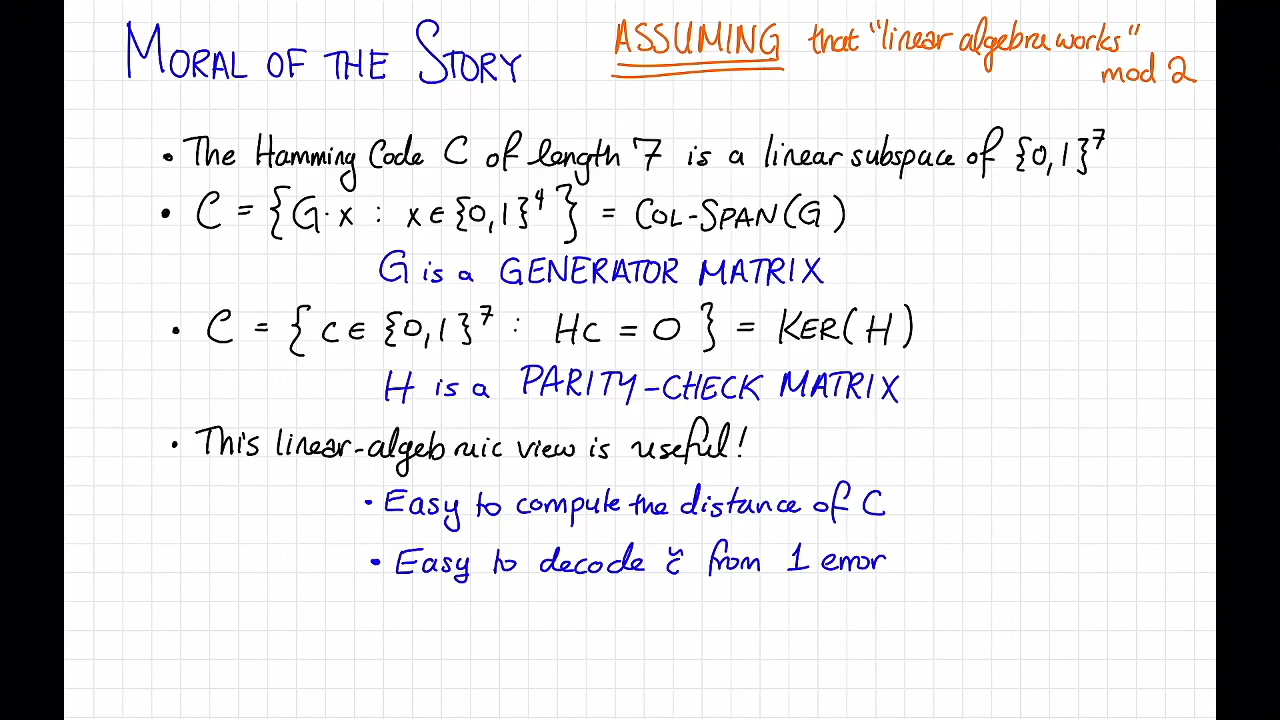 MORAL OF THE STORY
ASSUMING that "linear algebra works"
mod 2
• The Hamming Code C of length 7 is a linear subspace of {0,1}⁷
• C = {G·x : x ∈ {0,1}⁴} = COL-SPAN(G)
G is a GENERATOR MATRIX
• C = {c ∈ {0,1}⁷ : Hc = 0} = KER(H)
H is a PARITY-CHECK MATRIX
• This linear-algebraic view is useful!
• Easy to compute the distance of C
• Easy to decode c̃ from 1 error